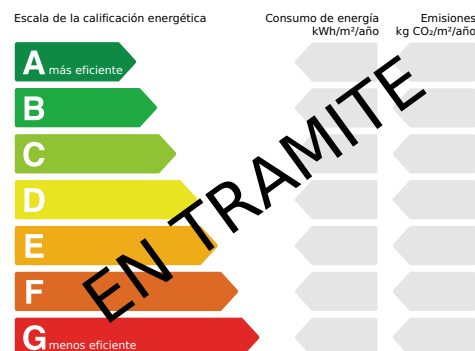 Escala de la calificación energética
Consumo de energía
kWh/m²/año
Emisiones
kg CO₂/m²/año
A más eficiente
B
C
D
E
F
G menos eficiente
EN TRAMITE